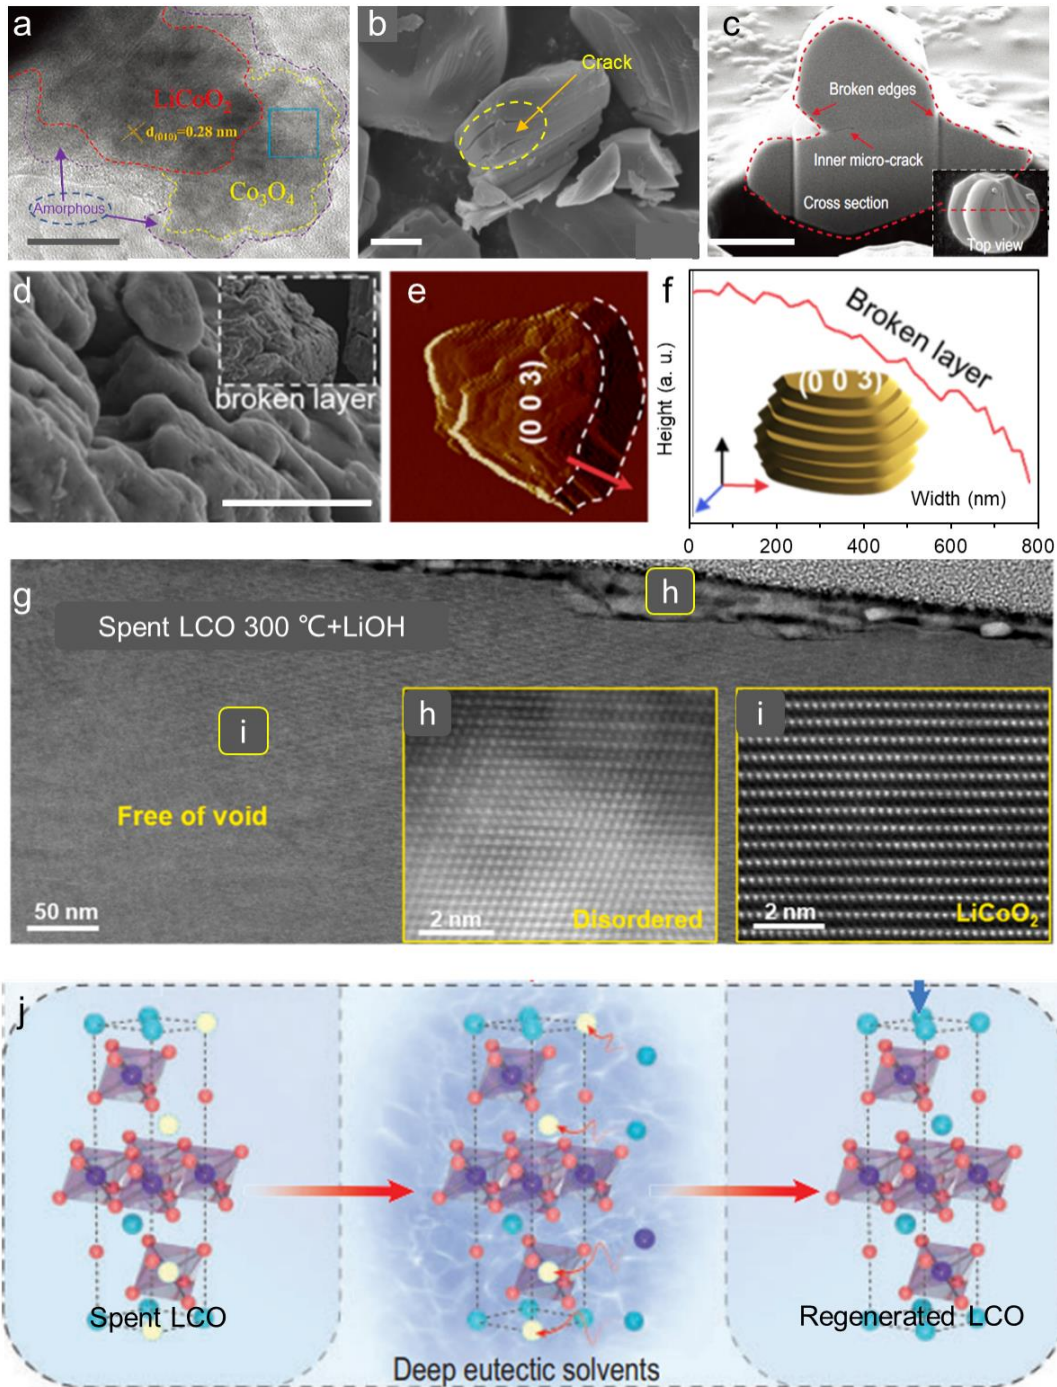 a
LiCoO₂
d₍₀₁₀₎=0.28 nm
Co₃O₄
Amorphous
b
Crack
c
Broken edges
Inner micro-crack
Cross section
Top view
d
broken layer
e
(0 0 3)
f
Broken layer
(0 0 3)
Height (a. u.)
Width (nm)
0 200 400 600 800
g
h
Spent LCO 300 ℃+LiOH
i
Free of void
50 nm
h
2 nm
Disordered
i
2 nm
LiCoO₂
j
Spent LCO
Deep eutectic solvents
Regenerated LCO